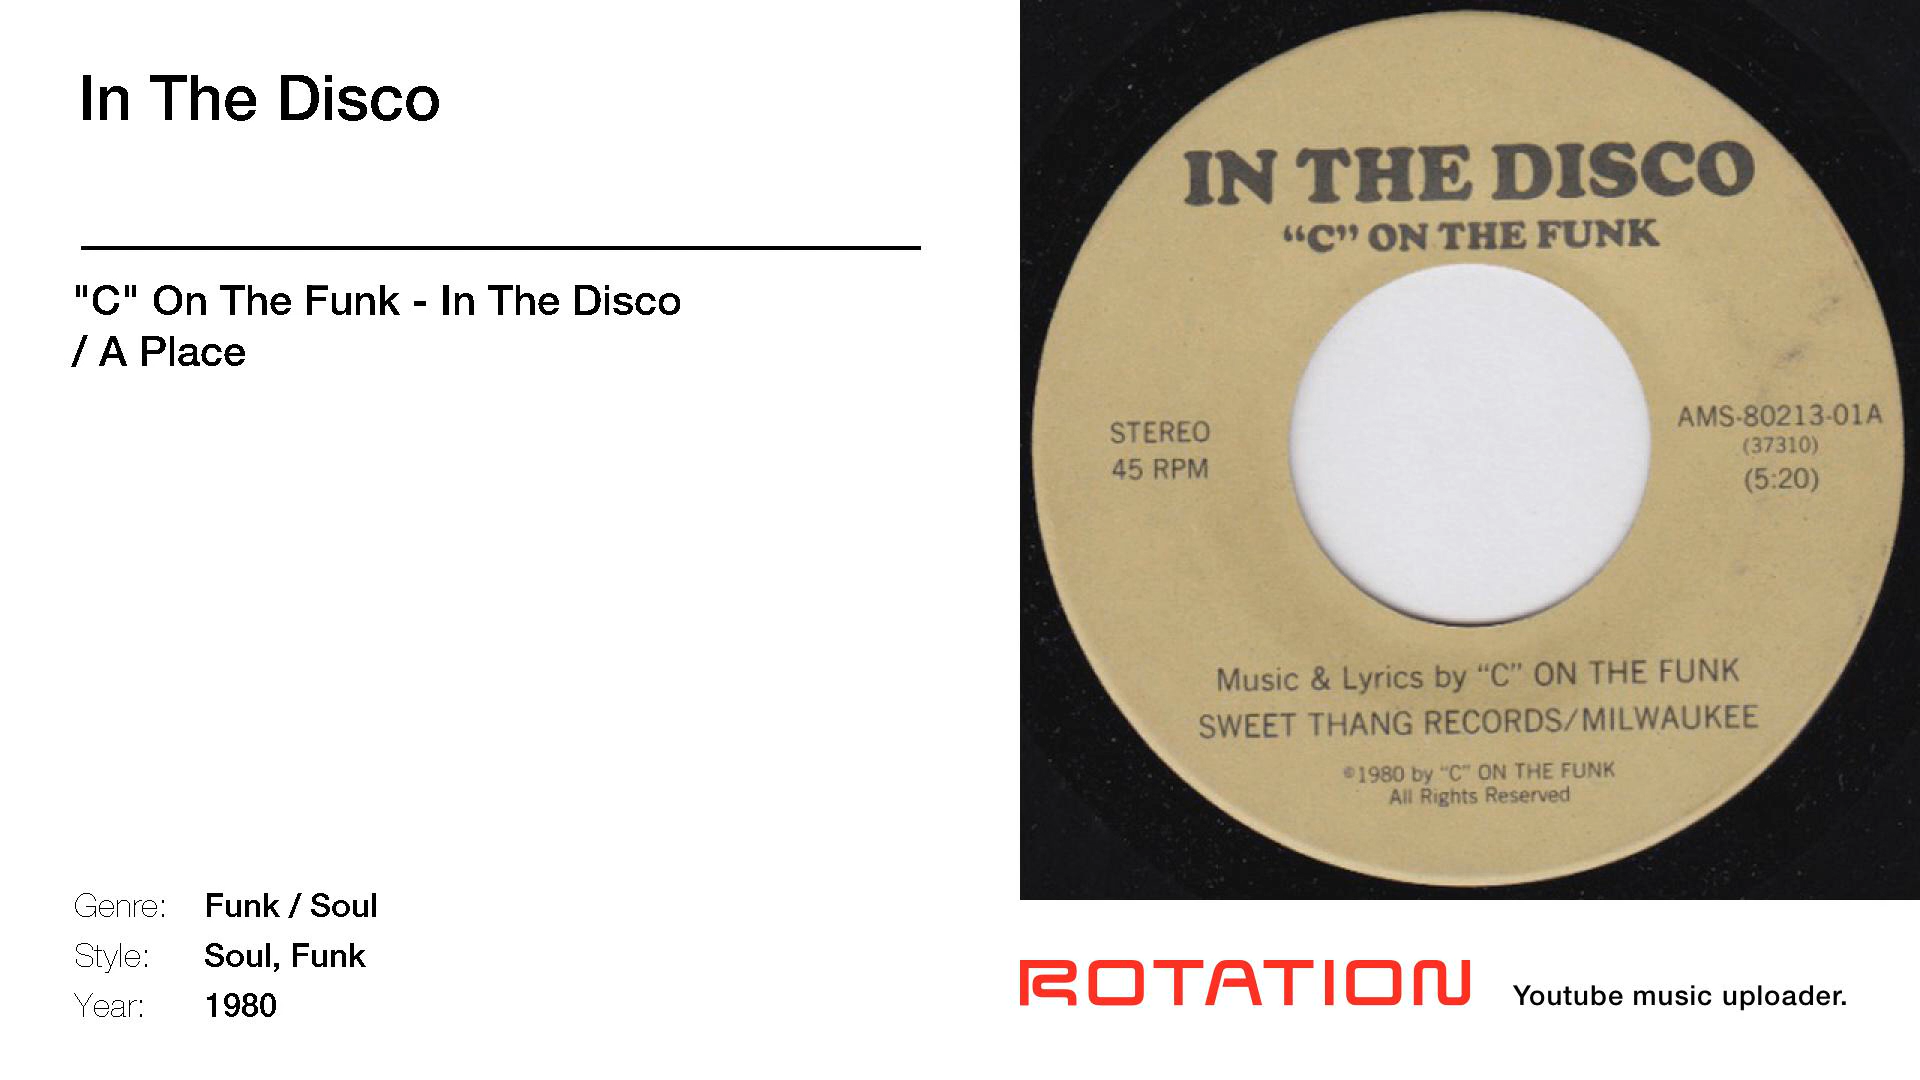 In The Disco
"C" On The Funk - In The Disco
/ A Place
Genre: Funk / Soul
Style: Soul, Funk
Year: 1980
IN THE DISCO
“C” ON THE FUNK
STEREO
45 RPM
AMS-80213-01A
(37310)
(5:20)
Music & Lyrics by “C” ON THE FUNK
SWEET THANG RECORDS/MILWAUKEE
©1980 by “C” ON THE FUNK
All Rights Reserved
ROTATION
Youtube music uploader.